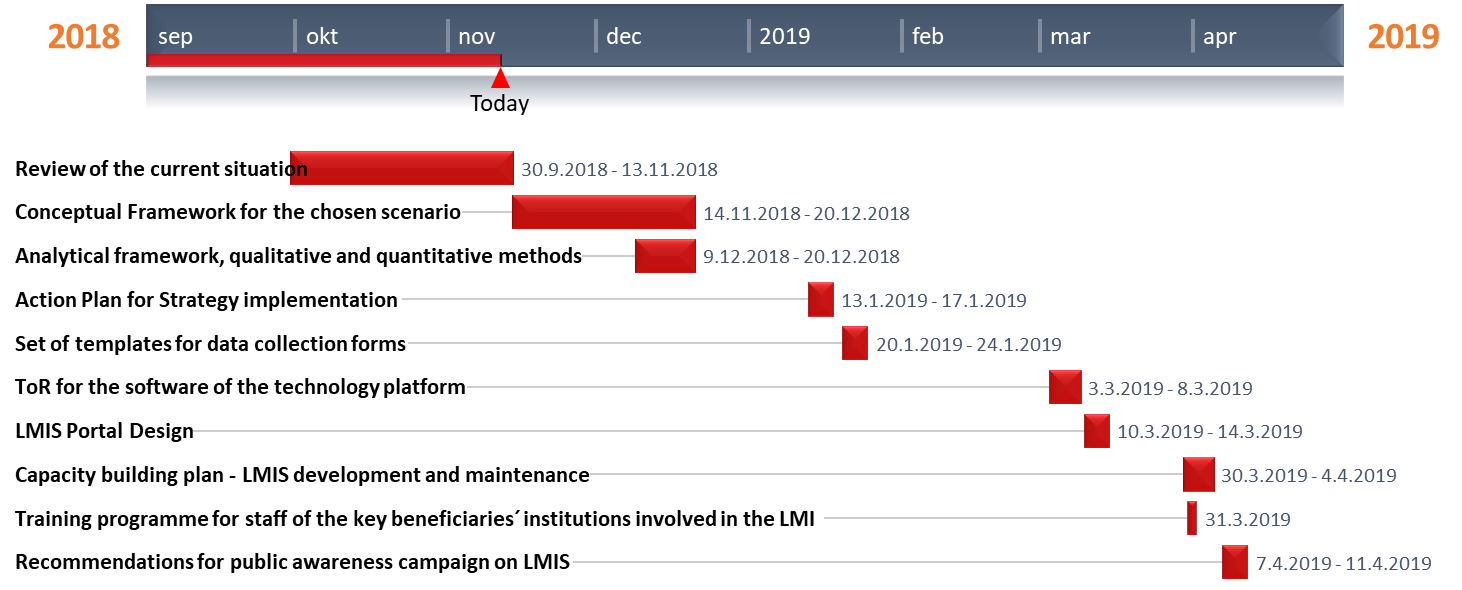 2018 sep okt nov dec 2019 feb mar apr 2019
Today
Review of the current situation 30.9.2018 - 13.11.2018
Conceptual Framework for the chosen scenario 14.11.2018 - 20.12.2018
Analytical framework, qualitative and quantitative methods 9.12.2018 - 20.12.2018
Action Plan for Strategy implementation 13.1.2019 - 17.1.2019
Set of templates for data collection forms 20.1.2019 - 24.1.2019
ToR for the software of the technology platform 3.3.2019 - 8.3.2019
LMIS Portal Design 10.3.2019 - 14.3.2019
Capacity building plan - LMIS development and maintenance 30.3.2019 - 4.4.2019
Training programme for staff of the key beneficiaries´ institutions involved in the LMI 31.3.2019
Recommendations for public awareness campaign on LMIS 7.4.2019 - 11.4.2019